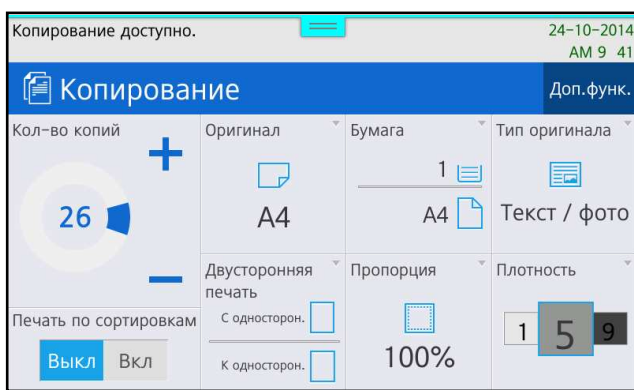 Копирование доступно.
24-10-2014
AM 9 41
Копирование
Доп.функ.
Кол-во копий
26
Печать по сортировкам
Выкл Вкл
Оригинал
A4
Бумага
1
A4
Тип оригинала
Текст / фото
Двусторонняя
печать
С односторон.
К односторон.
Пропорция
100%
Плотность
1 5 9